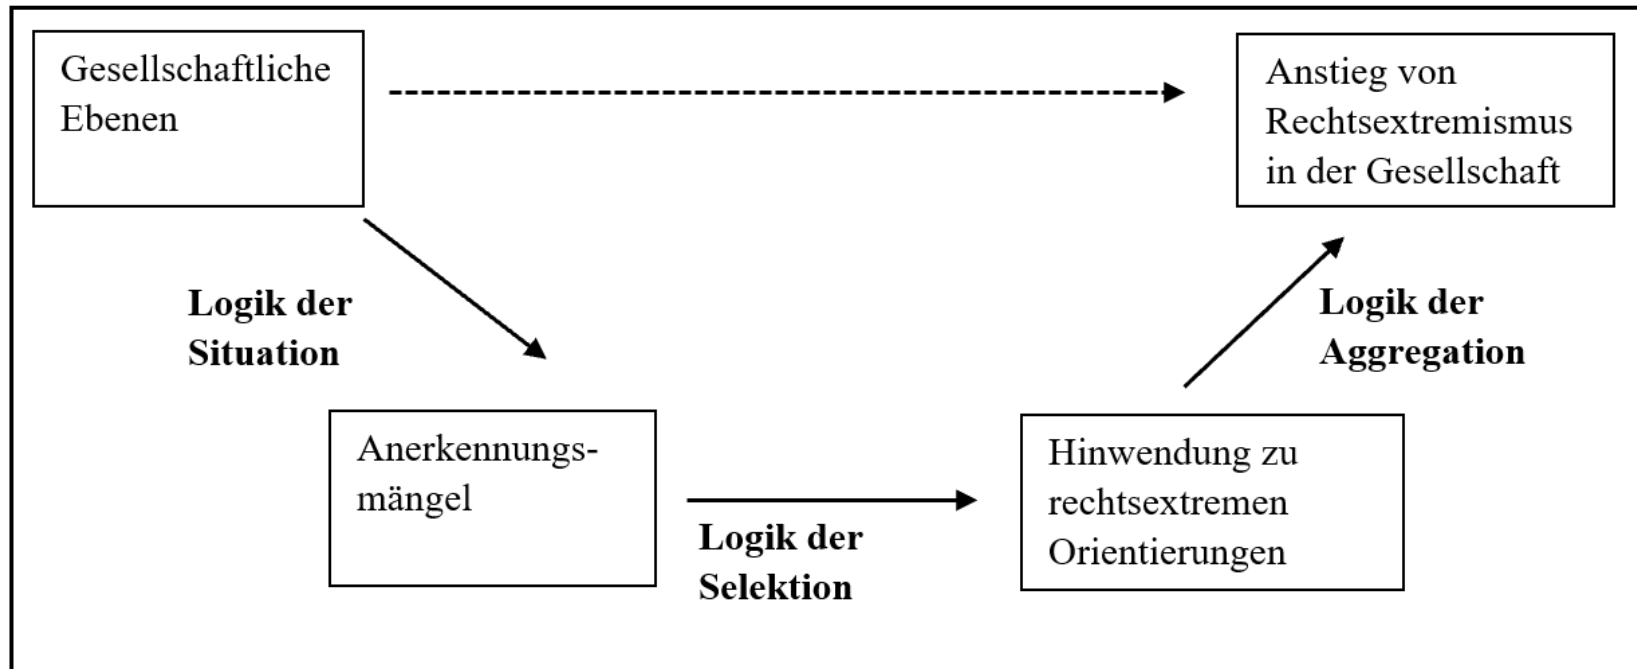 Gesellschaftliche
Ebenen
Anstieg von
Rechtsextremismus
in der Gesellschaft
Logik der
Situation
Logik der
Aggregation
Anerkennungs-
mängel
Logik der
Selektion
Hinwendung zu
rechtsextremen
Orientierungen